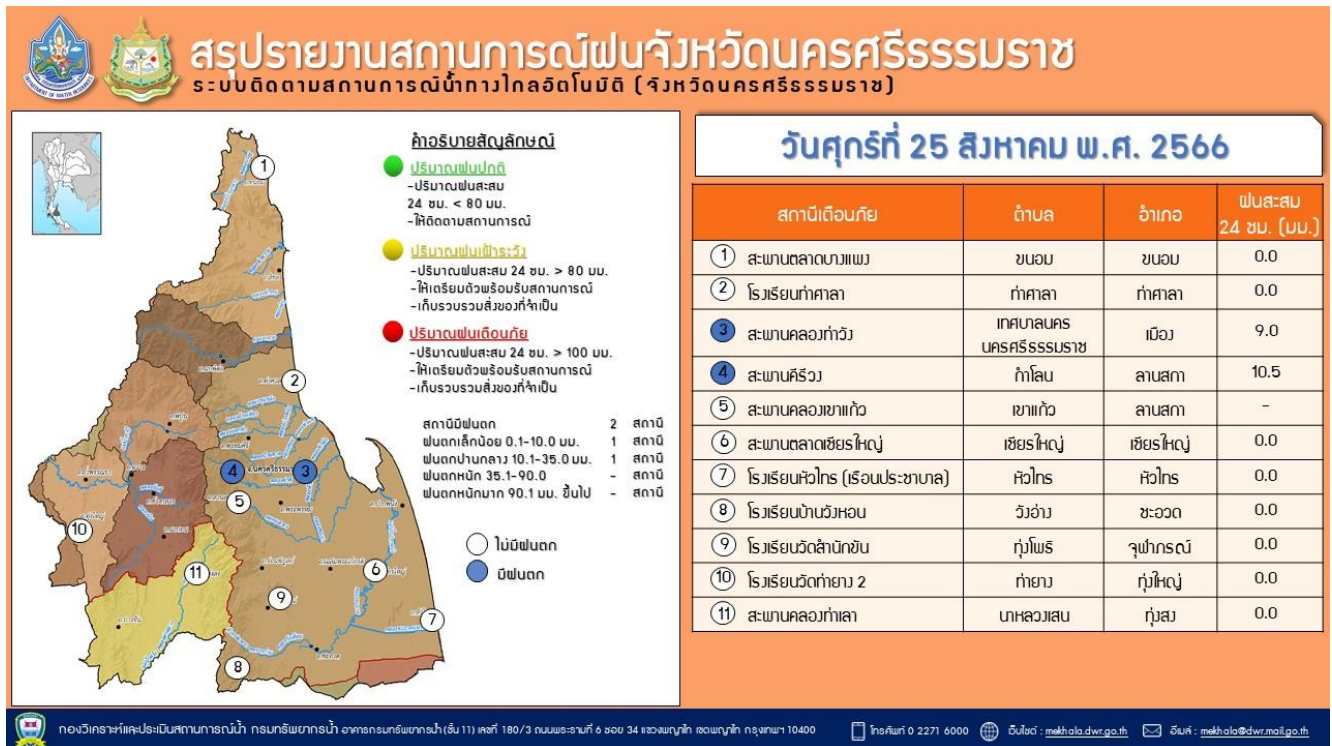 สรุปรายงานสถานการณ์ฝนจังหวัดนครศรีธรรมราช
ระบบติดตามสถานการณ์น้ำทางไกลอัตโนมัติ (จังหวัดนครศรีธรรมราช)
คำอธิบายสัญลักษณ์
ปริมาณฝนปกติ
-ปริมาณฝนสะสม
24 ชม. < 80 มม.
-ให้ติดตามสถานการณ์
ปริมาณฝนเฝ้าระวัง
-ปริมาณฝนสะสม 24 ชม. > 80 มม.
-ให้เตรียมตัวพร้อมรับสถานการณ์
-เก็บรวบรวมสิ่งของที่จำเป็น
ปริมาณฝนเตือนภัย
-ปริมาณฝนสะสม 24 ชม. > 100 มม.
-ให้เตรียมตัวพร้อมรับสถานการณ์
-เก็บรวบรวมสิ่งของที่จำเป็น
สถานีมีฝนตก 2 สถานี
ฝนตกเล็กน้อย 0.1-10.0 มม. 1 สถานี
ฝนตกปานกลาง 10.1-35.0 มม. 1 สถานี
ฝนตกหนัก 35.1-90.0 - สถานี
ฝนตกหนักมาก 90.1 มม. ขึ้นไป - สถานี
ไม่มีฝนตก
มีฝนตก
1
2
3
4
5
6
7
8
9
10
11
วันศุกร์ที่ 25 สิงหาคม พ.ศ. 2566
สถานีเตือนภัย ตำบล อำเภอ ฝนสะสม
24 ชม. (มม.)
1 สะพานตลาดบางแพง ขนอม ขนอม 0.0
2 โรงเรียนท่าศาลา ท่าศาลา ท่าศาลา 0.0
3 สะพานคลองท่าวัง เทศบาลนคร
นครศรีธรรมราช เมือง 9.0
4 สะพานคีรีวง กำโลน ลานสกา 10.5
5 สะพานคลองเขาแก้ว เขาแก้ว ลานสกา -
6 สะพานตลาดเชียรใหญ่ เชียรใหญ่ เชียรใหญ่ 0.0
7 โรงเรียนหัวไทร (เรือนประชาบาล) หัวไทร หัวไทร 0.0
8 โรงเรียนบ้านวังหอน วังอ่าง ชะอวด 0.0
9 โรงเรียนวัดสำนักขัน ทุ่งโพธิ จุฬาภรณ์ 0.0
10 โรงเรียนวัดท่ายาง 2 ท่ายาง ทุ่งใหญ่ 0.0
11 สะพานคลองท่าเลา นาหลวงเสน ทุ่งสง 0.0
กองวิเคราะห์และประเมินสถานการณ์น้ำ กรมทรัพยากรน้ำ อาคารกรมทรัพยากรน้ำ (ชั้น 11) เลขที่ 180/3 ถนนพระรามที่ 6 ซอย 34 แขวงพญาไท เขตพญาไท กรุงเทพฯ 10400 โทรศัพท์ 0 2271 6000 เว็บไซต์ : mekhala.dwr.go.th อีเมล์ : mekhala@dwr.mail.go.th